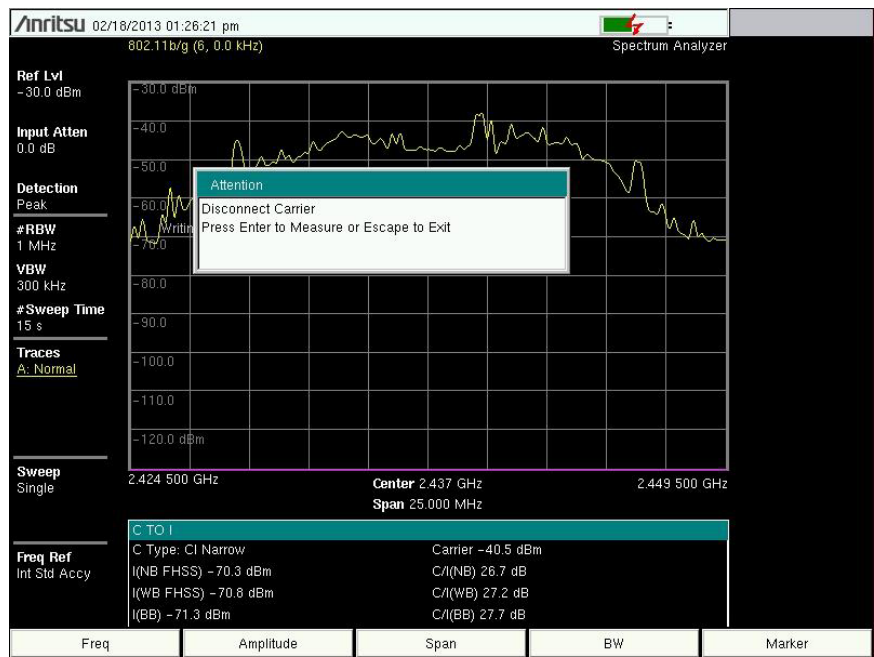 Anritsu 02/18/2013 01:26:21 pm
802.11b/g (6, 0.0 kHz) Spectrum Analyzer
Ref Lvl
-30.0 dBm
Input Atten
0.0 dB
Detection
Peak
#RBW
1 MHz
VBW
300 kHz
#Sweep Time
15 s
Traces
A: Normal
Sweep
Single
Freq Ref
Int Std Accy
-30.0 dBm
-40.0
-50.0
-60.0
-70.0
-80.0
-90.0
-100.0
-110.0
-120.0 dBm
Attention
Disconnect Carrier
Press Enter to Measure or Escape to Exit
2.424 500 GHz
Center 2.437 GHz
2.449 500 GHz
Span 25.000 MHz
C TO I
C Type: CI Narrow Carrier -40.5 dBm
I(NB FHSS) -70.3 dBm C/I(NB) 26.7 dB
I(WB FHSS) -70.8 dBm C/I(WB) 27.2 dB
I(BB) -71.3 dBm C/I(BB) 27.7 dB
Freq Amplitude Span BW Marker